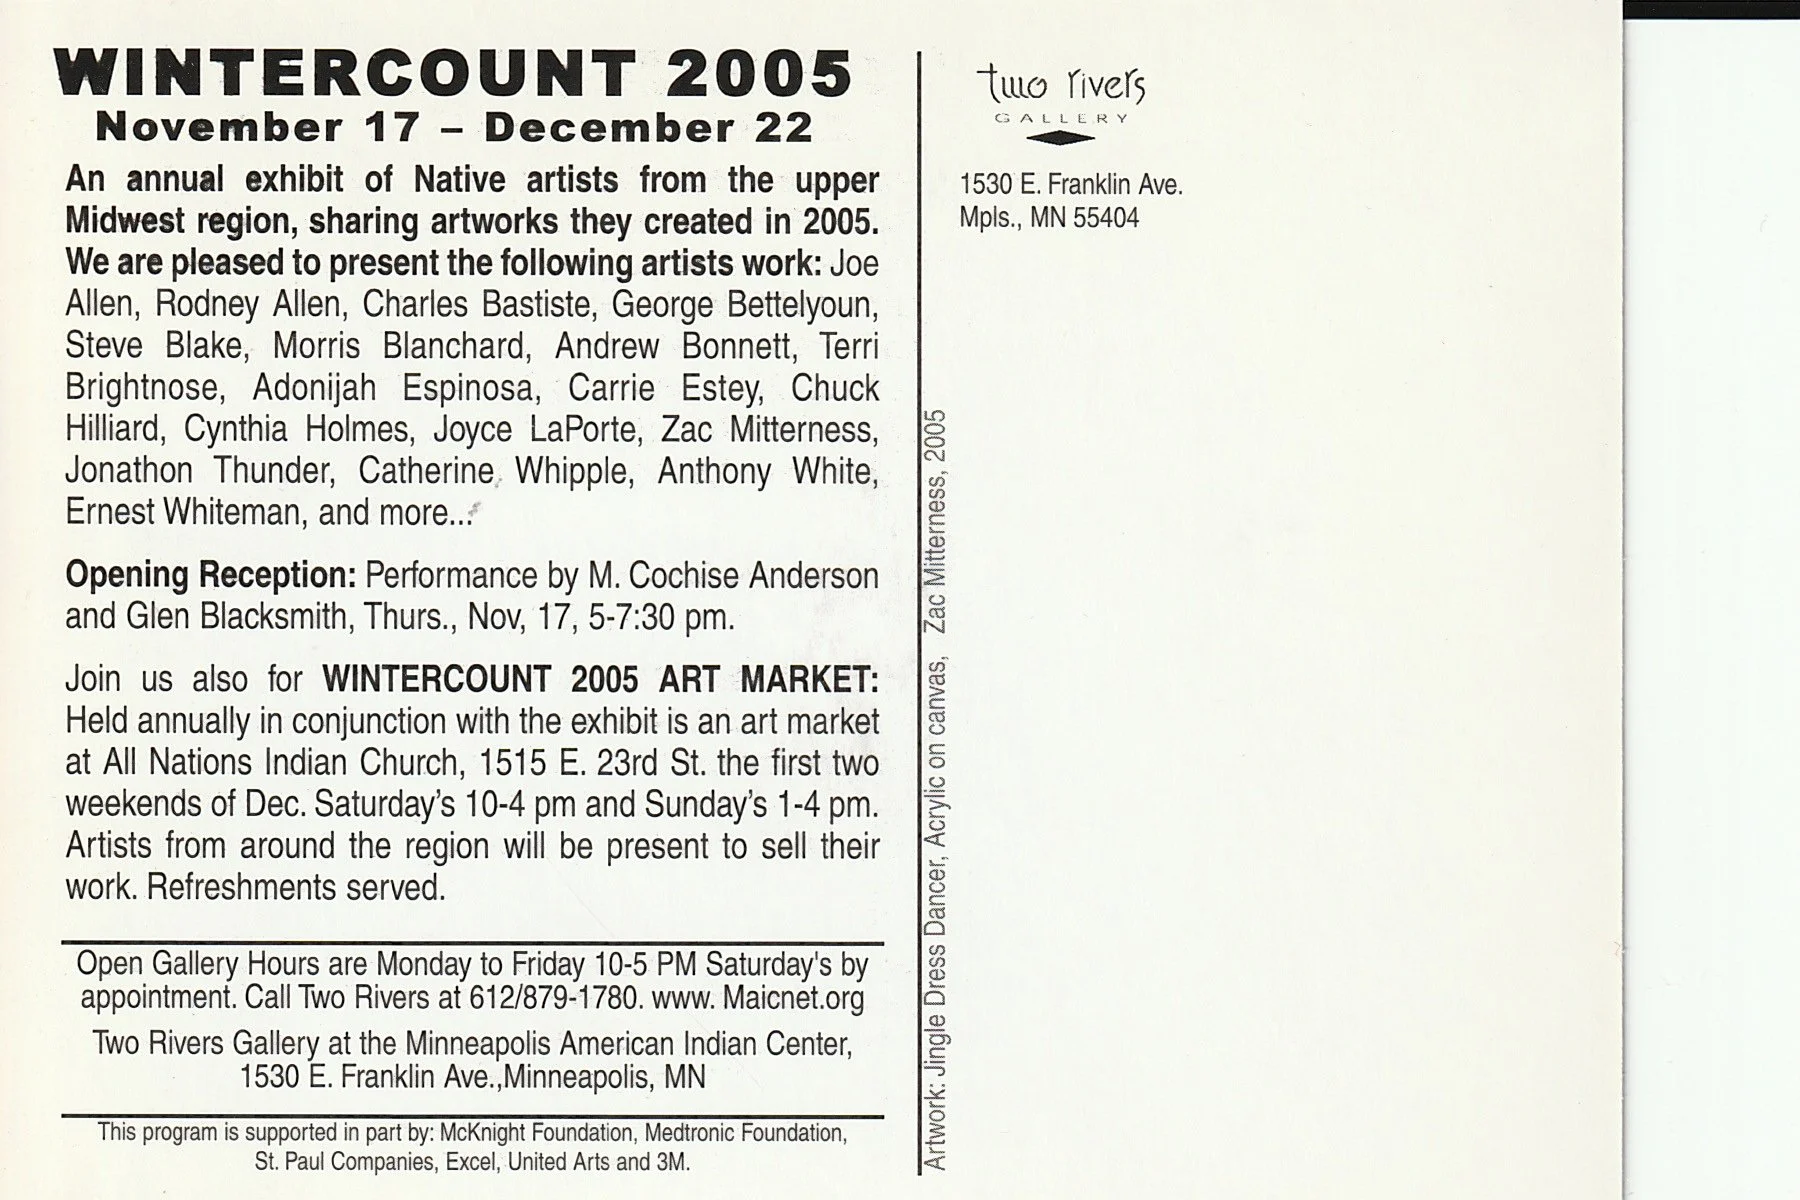 WINTERCOUNT 2005
November 17 – December 22
An annual exhibit of Native artists from the upper
Midwest region, sharing artworks they created in 2005.
We are pleased to present the following artists work: Joe
Allen, Rodney Allen, Charles Bastiste, George Bettelyoun,
Steve Blake, Morris Blanchard, Andrew Bonnett, Terri
Brightnose, Adonijah Espinosa, Carrie Estey, Chuck
Hilliard, Cynthia Holmes, Joyce LaPorte, Zac Mitterness,
Jonathon Thunder, Catherine Whipple, Anthony White,
Ernest Whiteman, and more...
Opening Reception: Performance by M. Cochise Anderson
and Glen Blacksmith, Thurs., Nov, 17, 5-7:30 pm.
Join us also for WINTERCOUNT 2005 ART MARKET:
Held annually in conjunction with the exhibit is an art market
at All Nations Indian Church, 1515 E. 23rd St. the first two
weekends of Dec. Saturday's 10-4 pm and Sunday's 1-4 pm.
Artists from around the region will be present to sell their
work. Refreshments served.
Open Gallery Hours are Monday to Friday 10-5 PM Saturday's by
appointment. Call Two Rivers at 612/879-1780. www. Maicnet.org
Two Rivers Gallery at the Minneapolis American Indian Center,
1530 E. Franklin Ave.,Minneapolis, MN
This program is supported in part by: McKnight Foundation, Medtronic Foundation,
St. Paul Companies, Excel, United Arts and 3M.
Artwork: Jingle Dress Dancer, Acrylic on canvas, Zac Mitterness, 2005
two rivers
GALLERY
1530 E. Franklin Ave.
Mpls., MN 55404